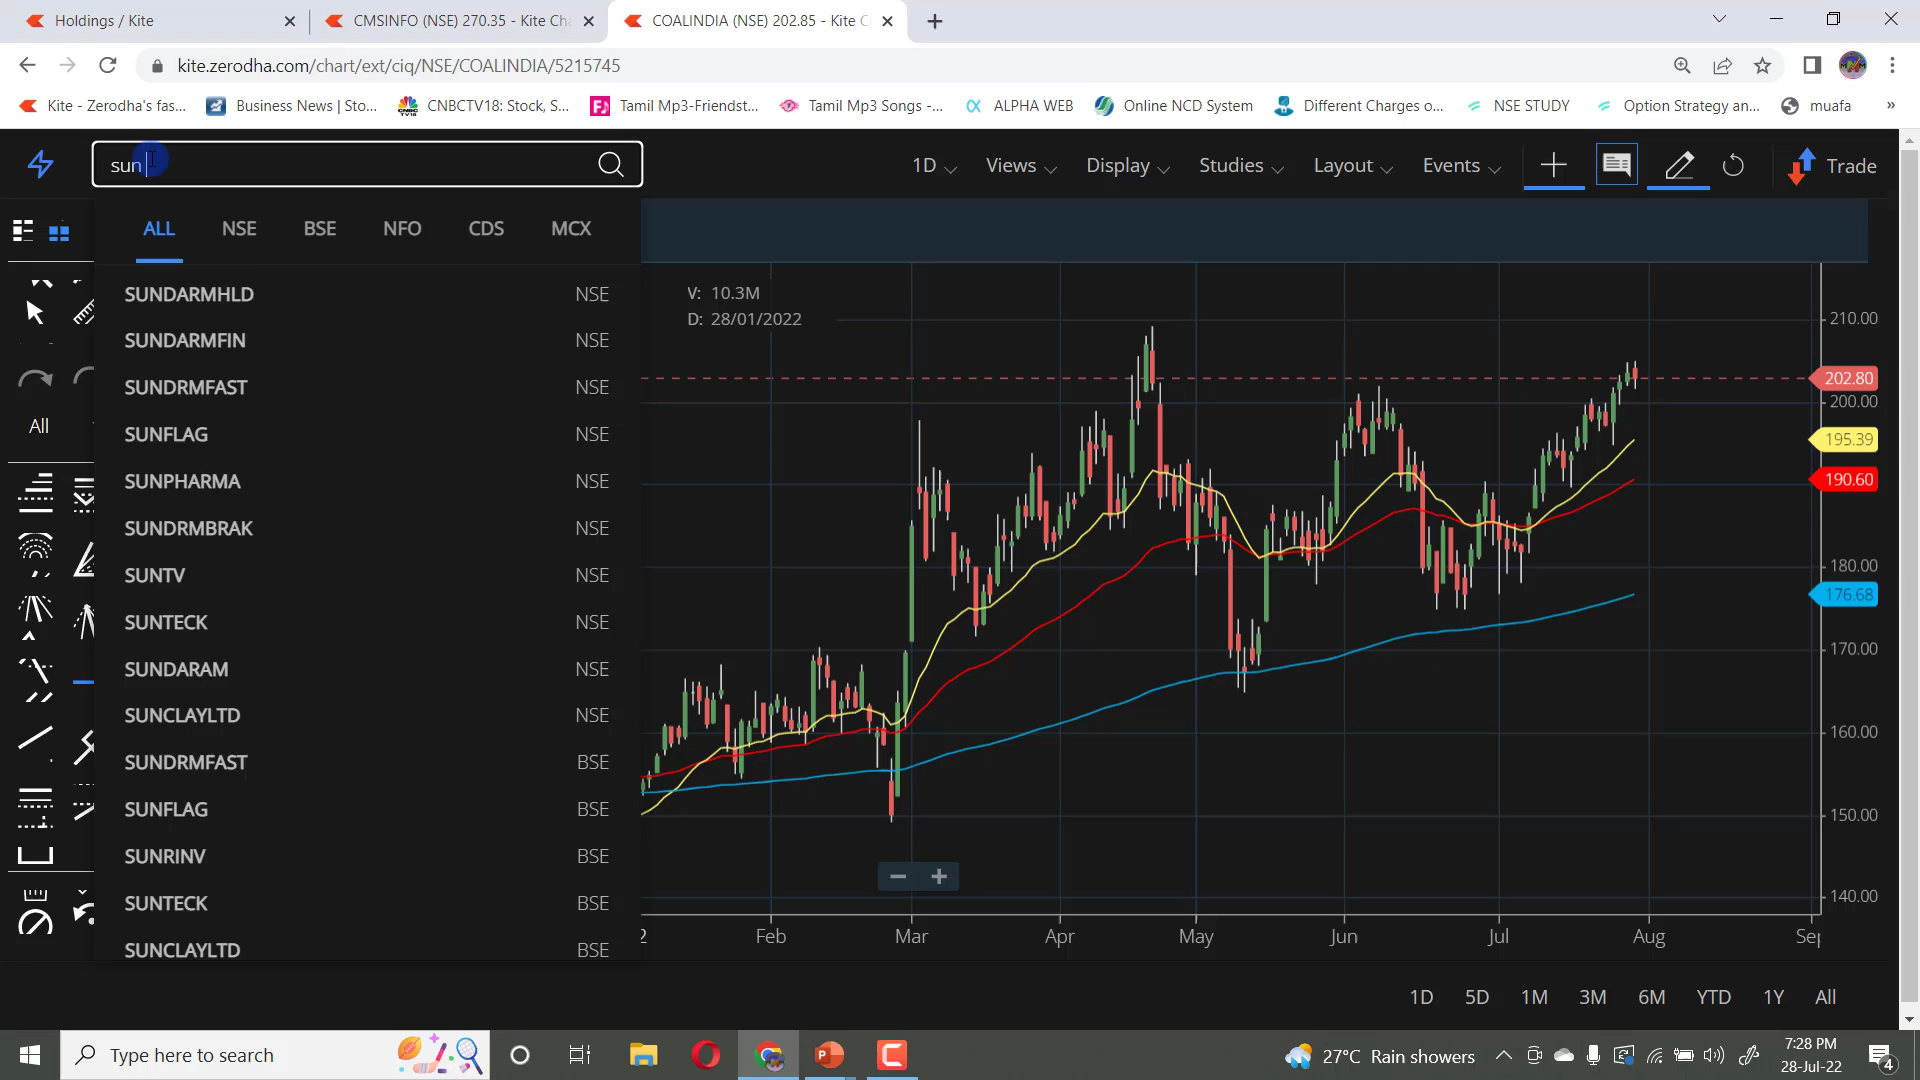 Holdings / Kite
CMSINFO (NSE) 270.35 - Kite Ch
COALINDIA (NSE) 202.85 - Kite C
kite.zerodha.com/chart/ext/ciq/NSE/COALINDIA/5215745
Kite - Zerodha's fas...
Business News | Sto...
CNBCTV18: Stock, S...
Tamil Mp3-Friendst...
Tamil Mp3 Songs -...
ALPHA WEB
Online NCD System
Different Charges o...
NSE STUDY
Option Strategy an...
muafa
»
sun
1D
Views
Display
Studies
Layout
Events
Trade
ALL NSE BSE NFO CDS MCX
SUNDARMHLD NSE
SUNDARMFIN NSE
SUNDRMFAST NSE
SUNFLAG NSE
SUNPHARMA NSE
SUNDRMBRAK NSE
SUNTV NSE
SUNTECK NSE
SUNDARAM NSE
SUNCLAYLTD NSE
SUNDRMFAST BSE
SUNFLAG BSE
SUNRINV BSE
SUNTECK BSE
SUNCLAYLTD BSE
All
V: 10.3M
D: 28/01/2022
210.00
202.80
200.00
195.39
190.60
180.00
176.68
170.00
160.00
150.00
140.00
2 Feb Mar Apr May Jun Jul Aug Sep
1D 5D 1M 3M 6M YTD 1Y All
Type here to search
27°C Rain showers
7:28 PM
28-Jul-22
4